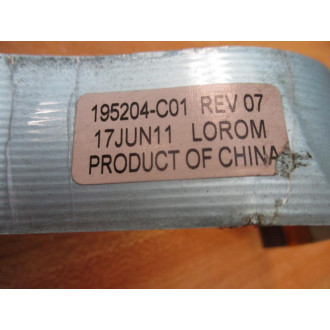 195204-C01 REV 07
17JUN11 LOROM
PRODUCT OF CHINA